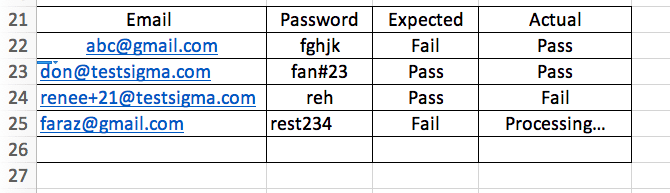 21 Email Password Expected Actual
22 abc@gmail.com fghjk Fail Pass
23 don@testsigma.com fan#23 Pass Pass
24 renee+21@testsigma.com reh Pass Fail
25 faraz@gmail.com rest234 Fail Processing...
26
27